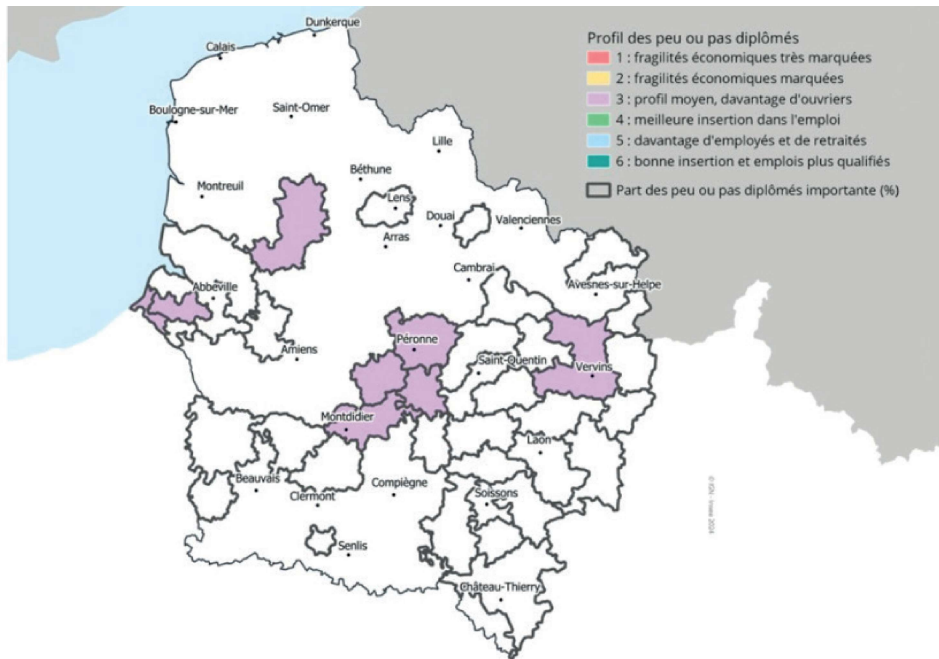 Dunkerque
Calais
Profil des peu ou pas diplômés
1 : fragilités économiques très marquées
2 : fragilités économiques marquées
3 : profil moyen, davantage d'ouvriers
4 : meilleure insertion dans l'emploi
5 : davantage d'employés et de retraités
6 : bonne insertion et emplois plus qualifiés
Part des peu ou pas diplômés importante (%)
Boulogne-sur-Mer
Saint-Omer
Lille
Béthune
Montreuil
Lens
Douai
Valenciennes
Arras
Cambrai
Avesnes-sur-Helpe
Abbeville
Péronne
Amiens
Saint-Quentin
Vervins
Montdidier
Laon
Beauvais
Compiègne
Clermont
Soissons
Senlis
Château-Thierry
© IGN - Insee 2024